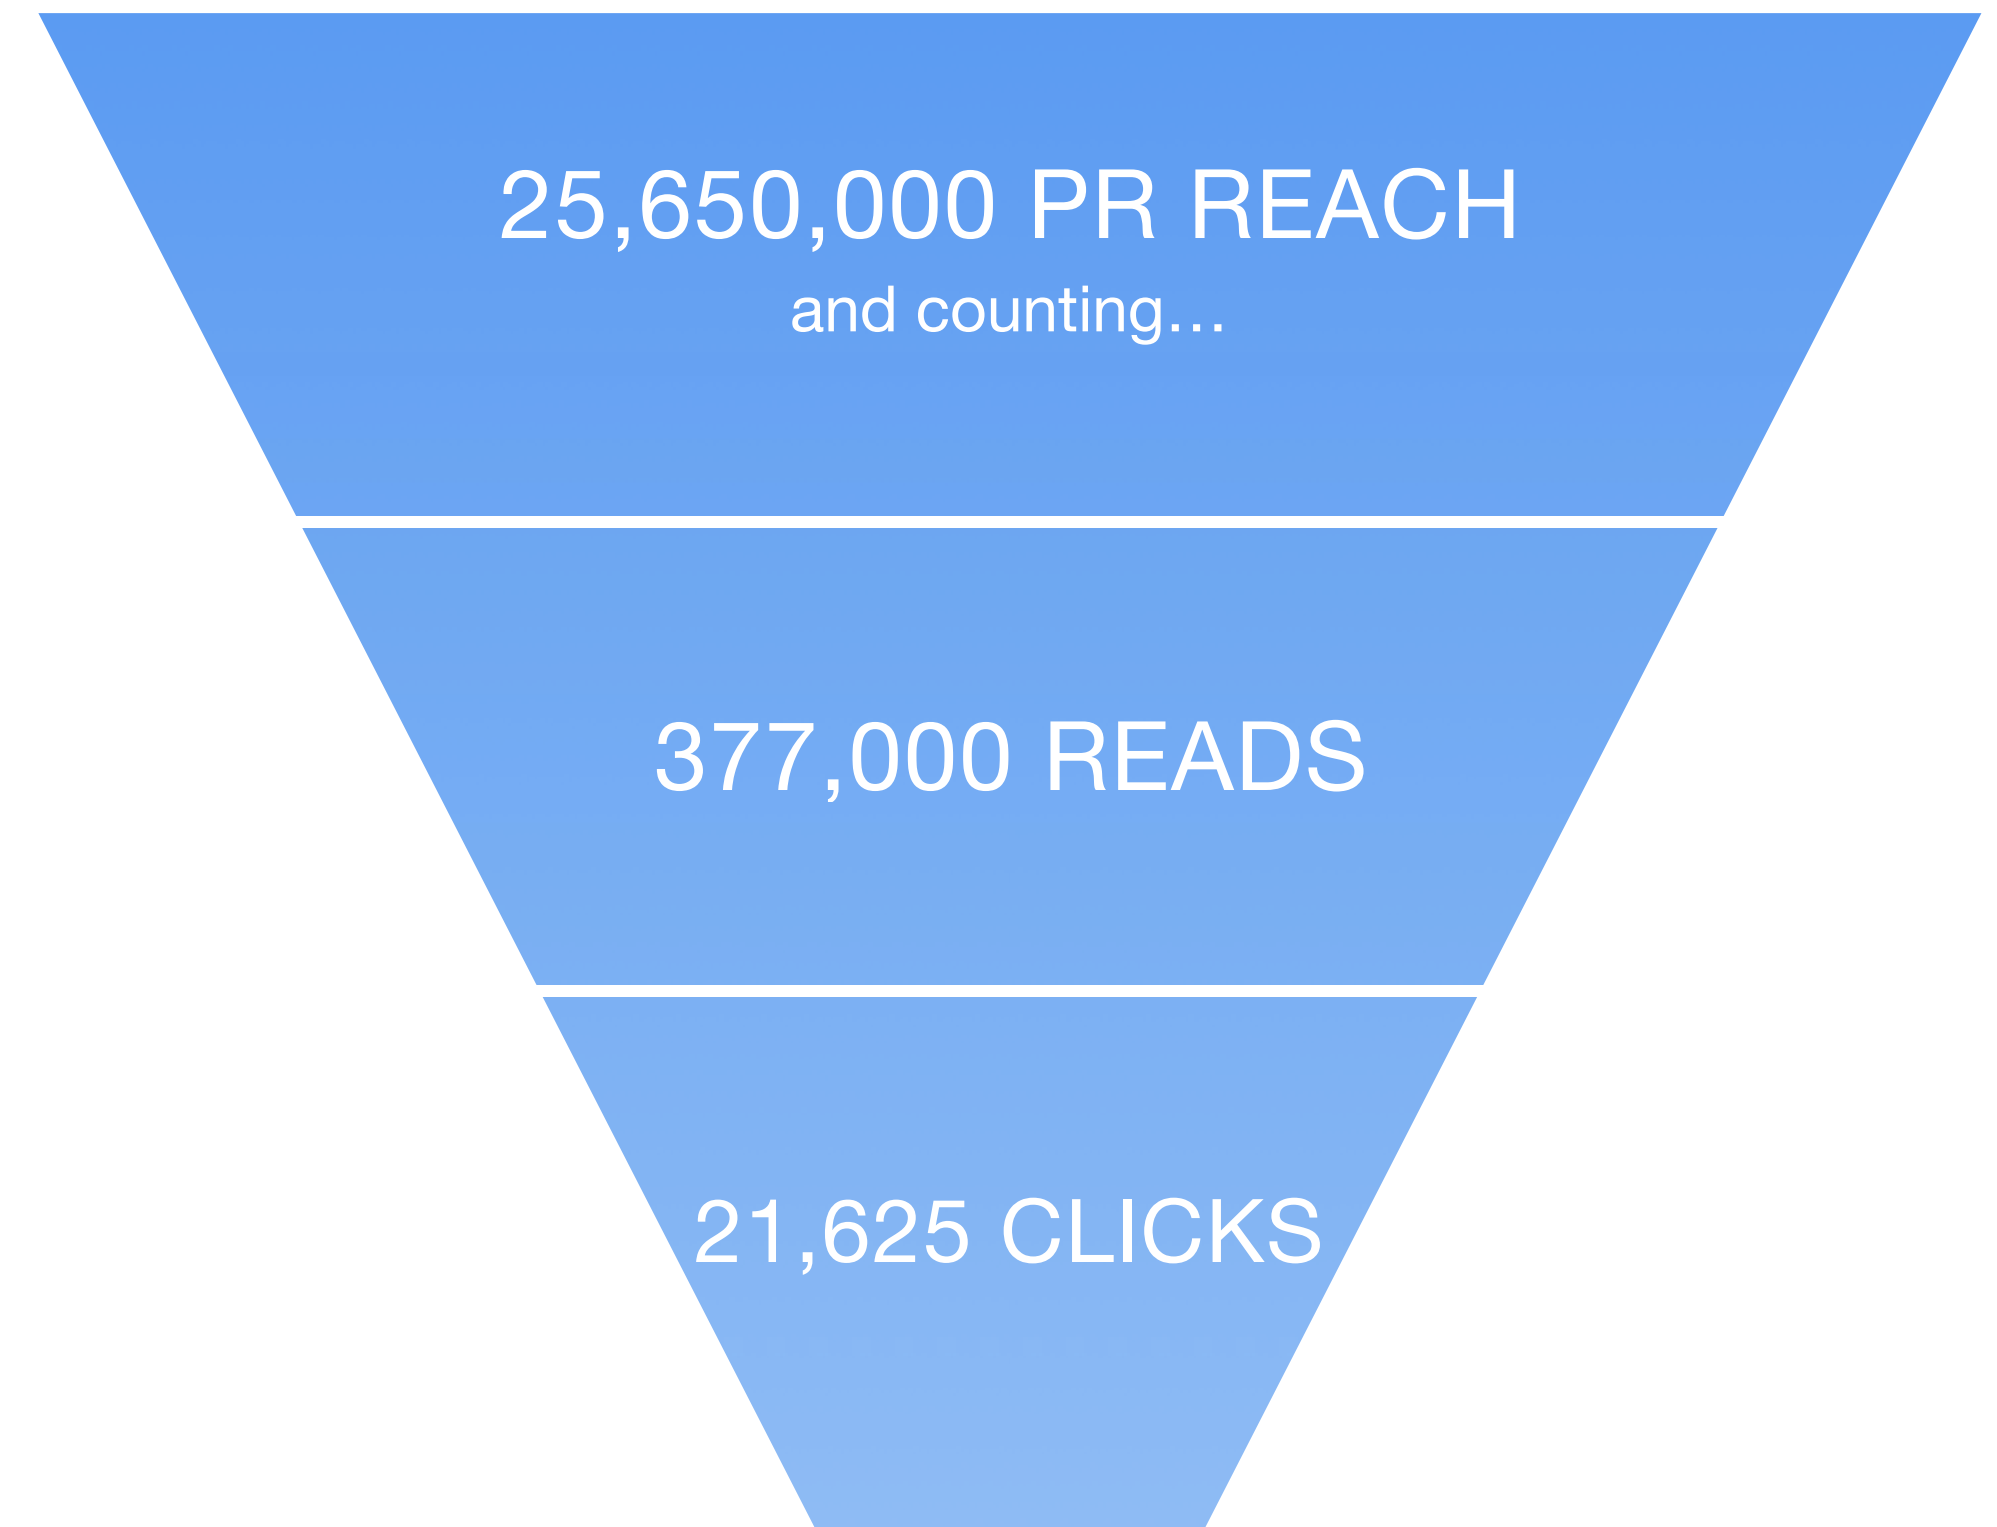 25,650,000 PR REACH
and counting…
377,000 READS
21,625 CLICKS